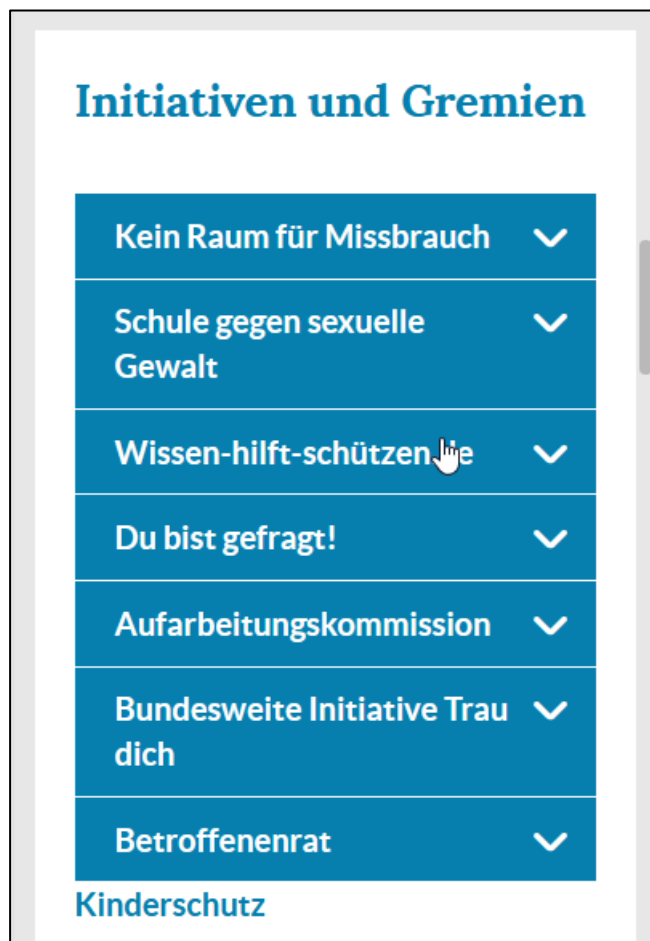 Initiativen und Gremien
Kein Raum für Missbrauch
Schule gegen sexuelle
Gewalt
Wissen-hilft-schützen
Du bist gefragt!
Aufarbeitungskommission
Bundesweite Initiative Trau
dich
Betroffenenrat
Kinderschutz